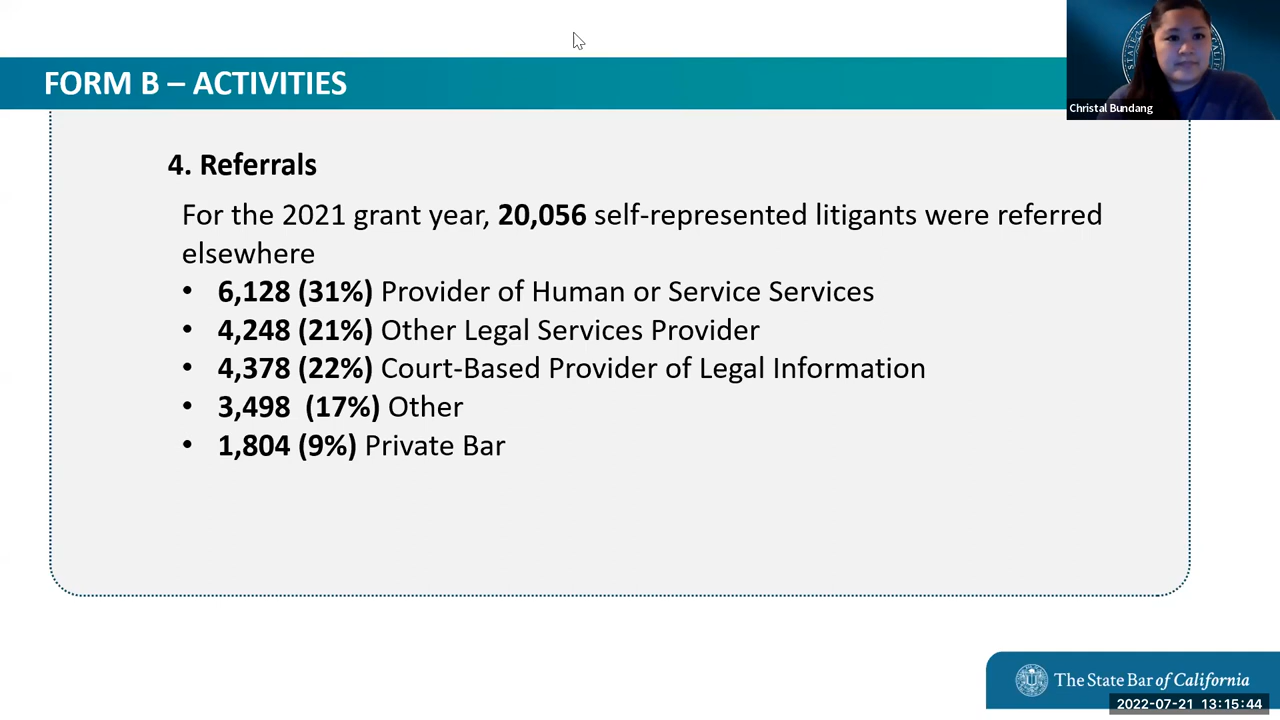 FORM B – ACTIVITIES
Christal Bundang
4. Referrals
For the 2021 grant year, 20,056 self-represented litigants were referred
elsewhere
• 6,128 (31%) Provider of Human or Service Services
• 4,248 (21%) Other Legal Services Provider
• 4,378 (22%) Court-Based Provider of Legal Information
• 3,498 (17%) Other
• 1,804 (9%) Private Bar
The State Bar of California
2022-07-21 13:15:44